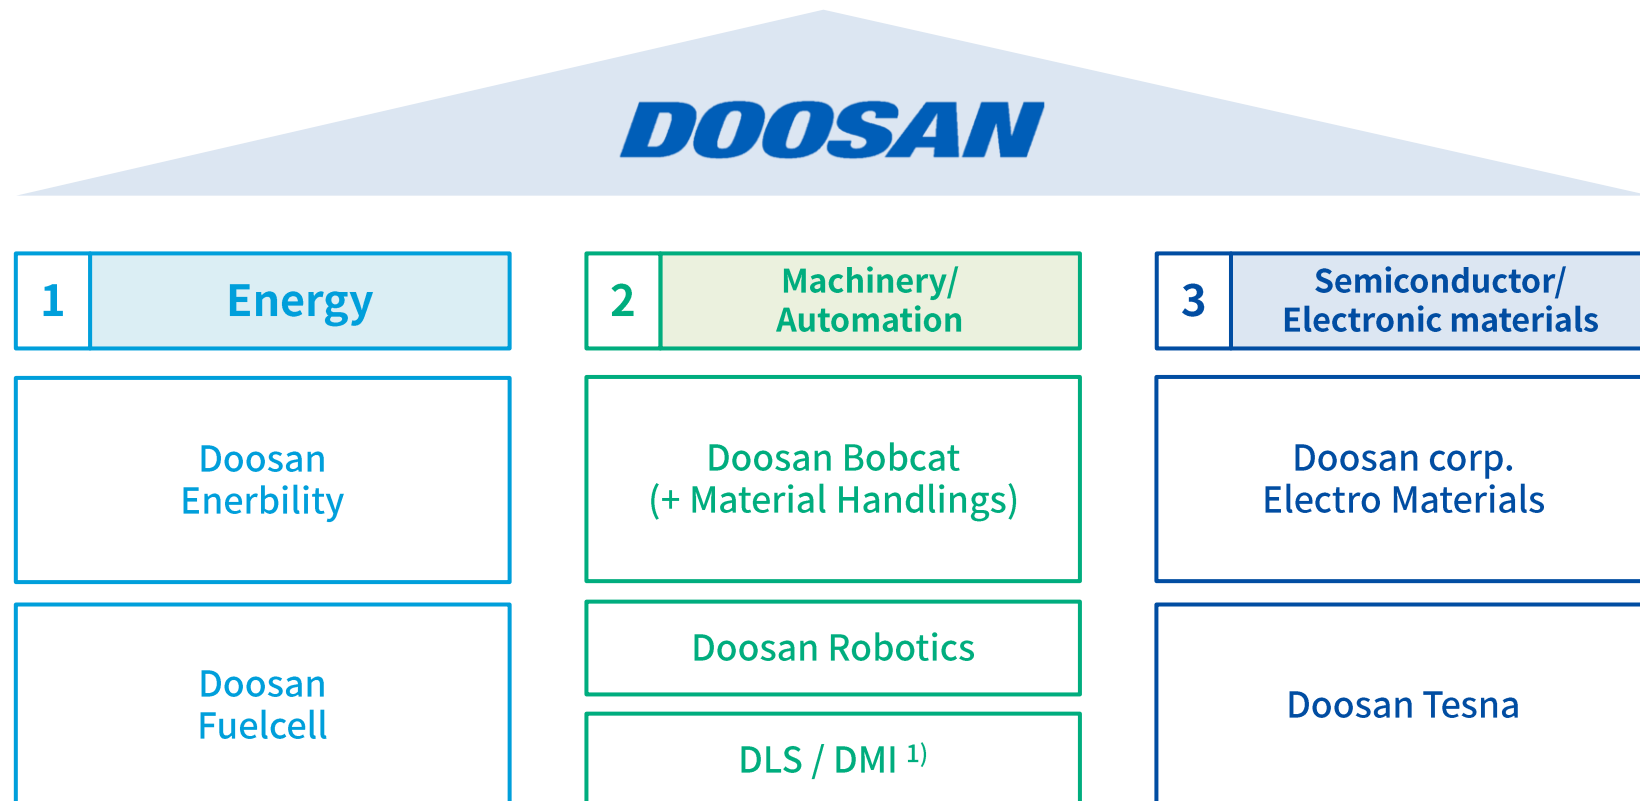 DOOSAN
1
Energy
Doosan
Enerbility
Doosan
Fuelcell
2
Machinery/
Automation
Doosan Bobcat
(+ Material Handlings)
Doosan Robotics
DLS / DMI 1)
3
Semiconductor/
Electronic materials
Doosan corp.
Electro Materials
Doosan Tesna